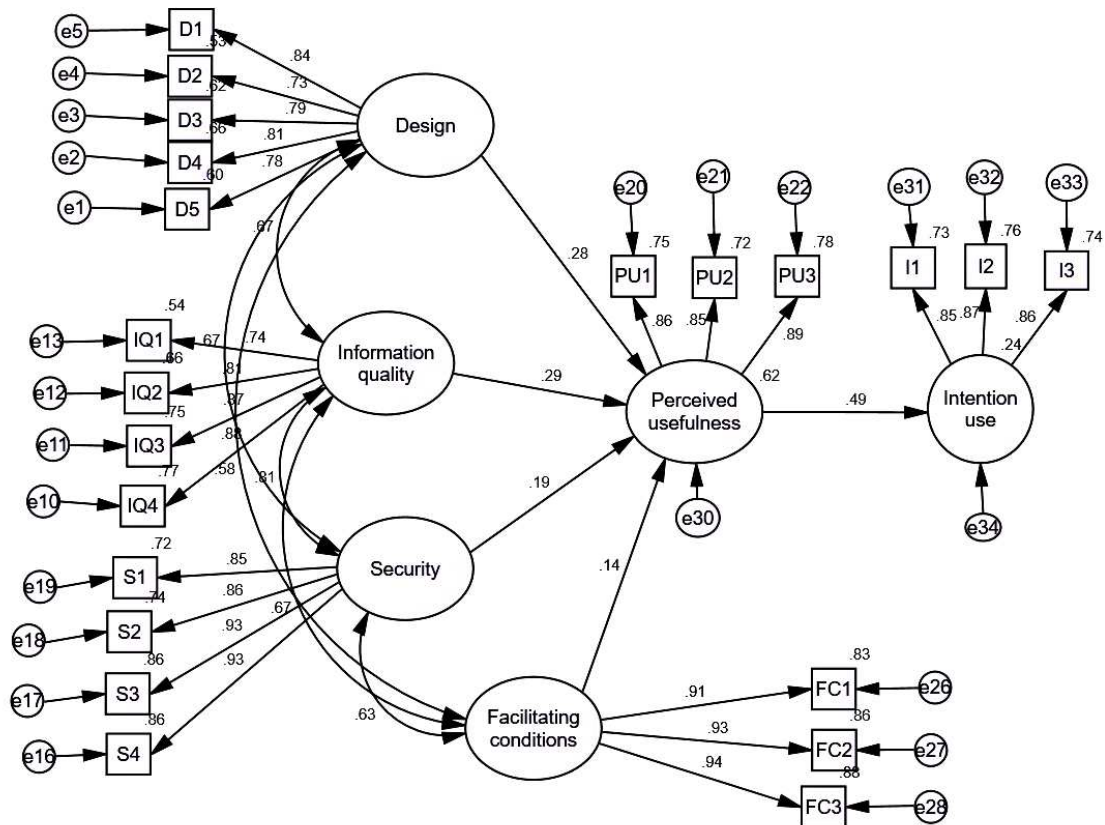 e5
D1
.53
.84
e4
D2
.62
.73
e3
D3
.66
.79
Design
e2
D4
.60
.81
e1
D5
.78
.67
.28
e20
e21
e22
.75
.72
.78
PU1
PU2
PU3
.86
.85
.89
e31
e32
e33
.73
.76
.74
I1
I2
I3
.85
.87
.86
.24
.54
e13
IQ1
.66
.67
.74
Information
quality
.29
e12
IQ2
.75
.81
e11
IQ3
.87
.77
.88
e10
IQ4
.58
.81
Perceived
usefulness
.62
.49
Intention
use
e30
e34
.19
.14
.72
e19
S1
.74
.85
Security
e18
S2
.86
.86
.67
e17
S3
.93
.86
e16
S4
.93
.63
Facilitating
conditions
.83
.91
FC1
e26
.86
.93
FC2
e27
.88
.94
FC3
e28